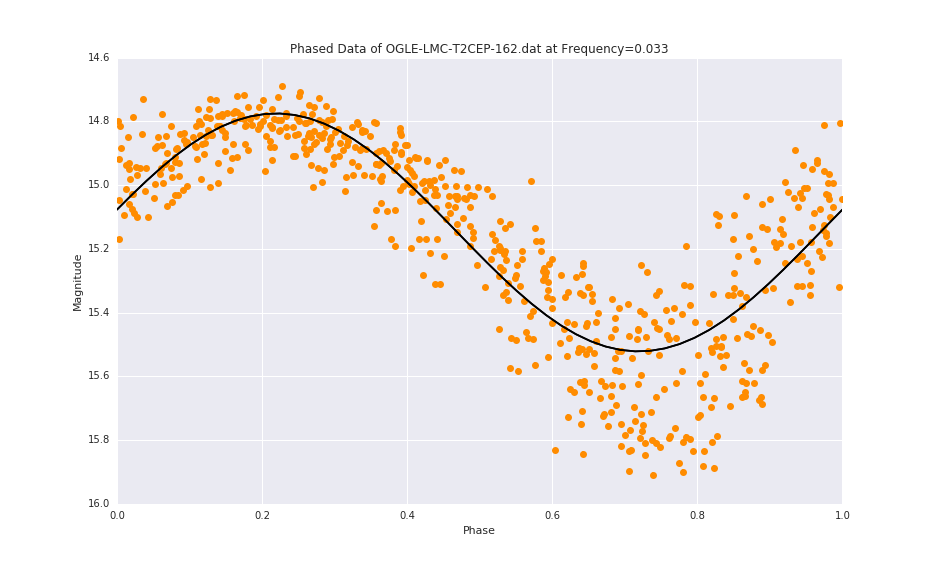 Phased Data of OGLE-LMC-T2CEP-162.dat at Frequency=0.033
14.6
14.8
15.0
15.2
15.4
15.6
15.8
16.0
Magnitude
0.0 0.2 0.4 0.6 0.8 1.0
Phase